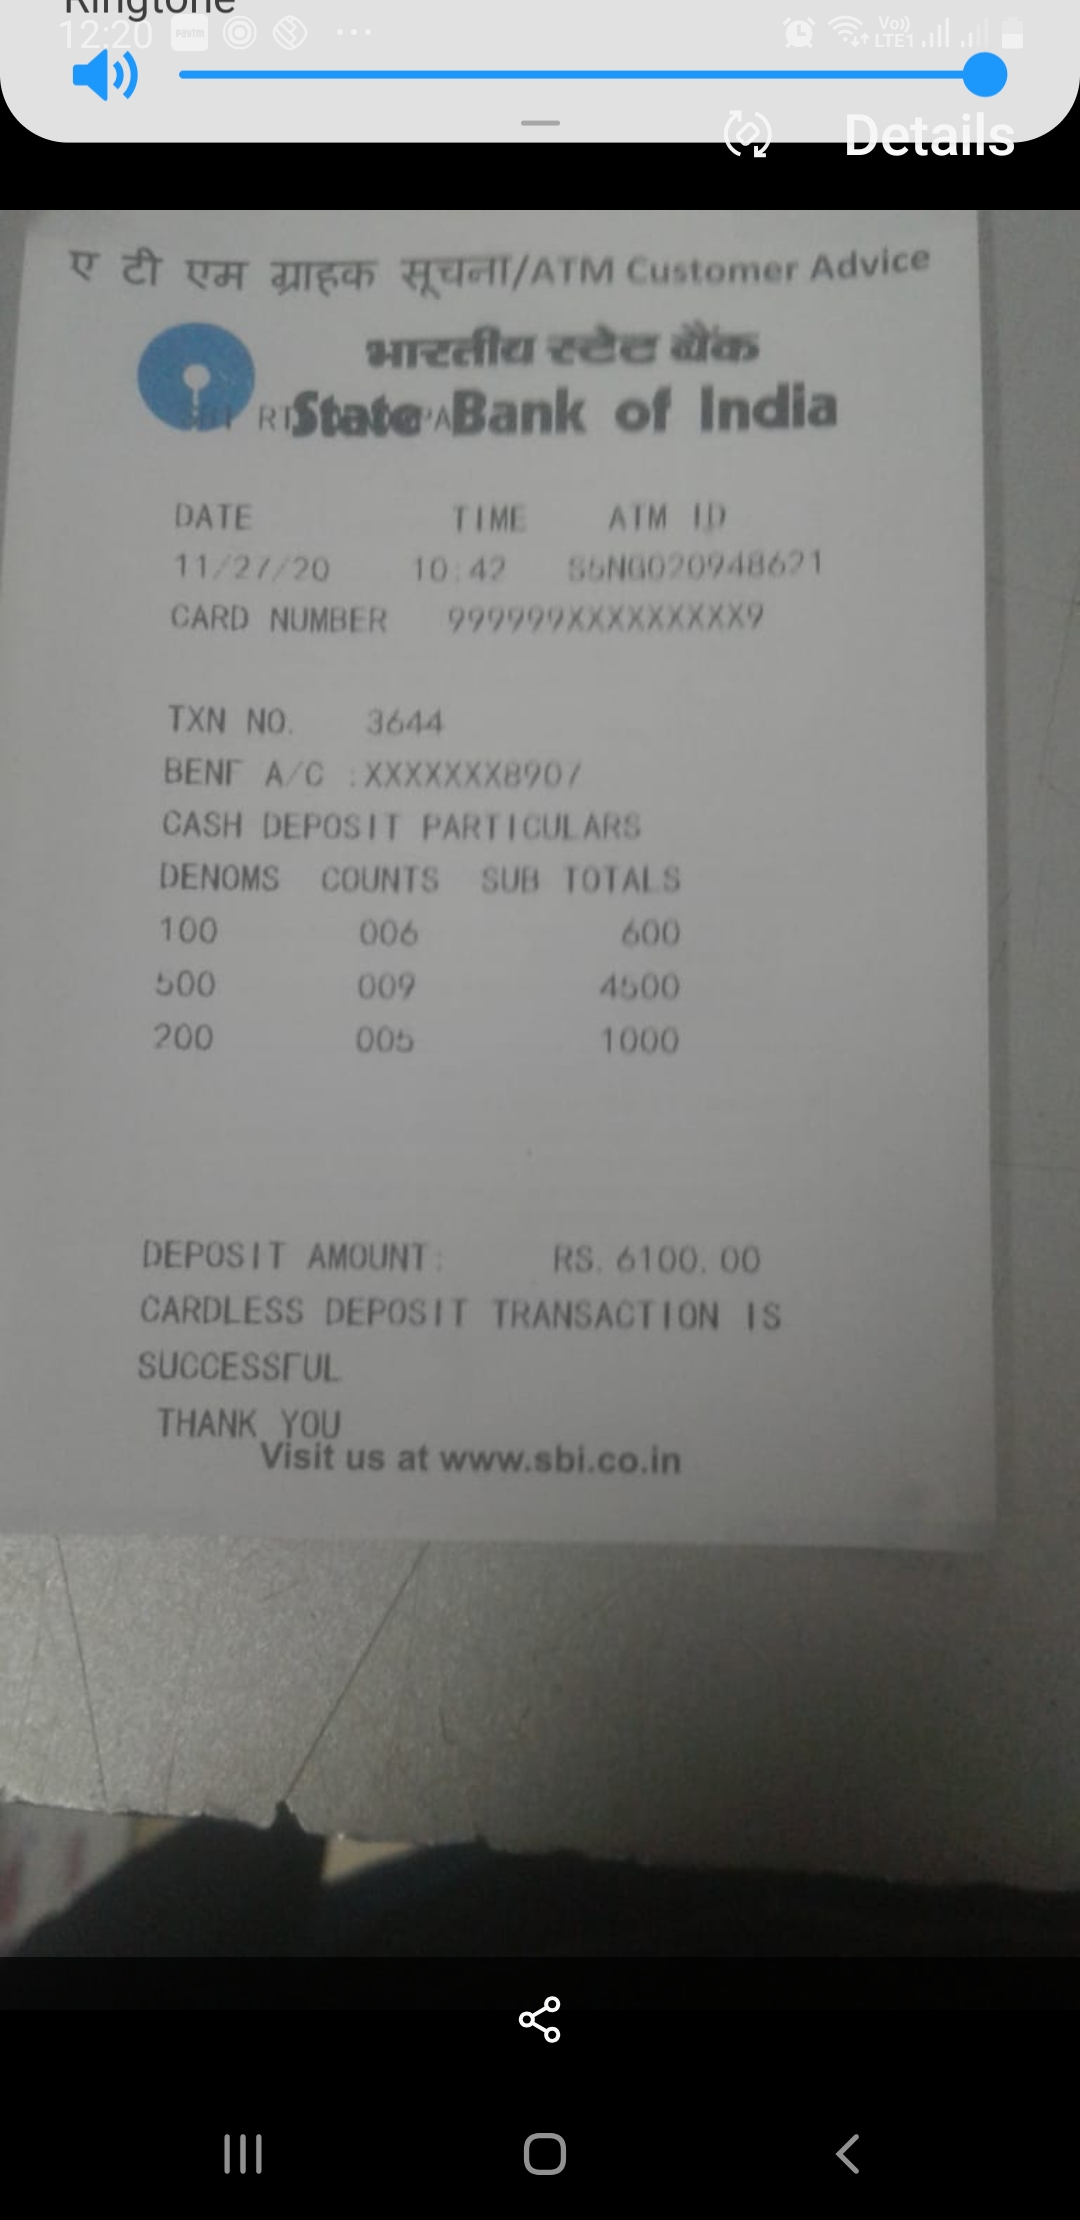 Ringtone
12:20 Paytm Vo)) LTE1
Details
ए टी एम ग्राहक सूचना/ATM Customer Advice
भारतीय स्टेट बैंक
State Bank of India
DATE TIME ATM ID
11/27/20 10:42 S5NG020948621
CARD NUMBER 999999XXXXXXXXX9
TXN NO. 3644
BENF A/C :XXXXXXX8907
CASH DEPOSIT PARTICULARS
DENOMS COUNTS SUB TOTALS
100 006 600
500 009 4500
200 005 1000
DEPOSIT AMOUNT: RS. 6100.00
CARDLESS DEPOSIT TRANSACTION IS
SUCCESSFUL
THANK YOU
Visit us at www.sbi.co.in